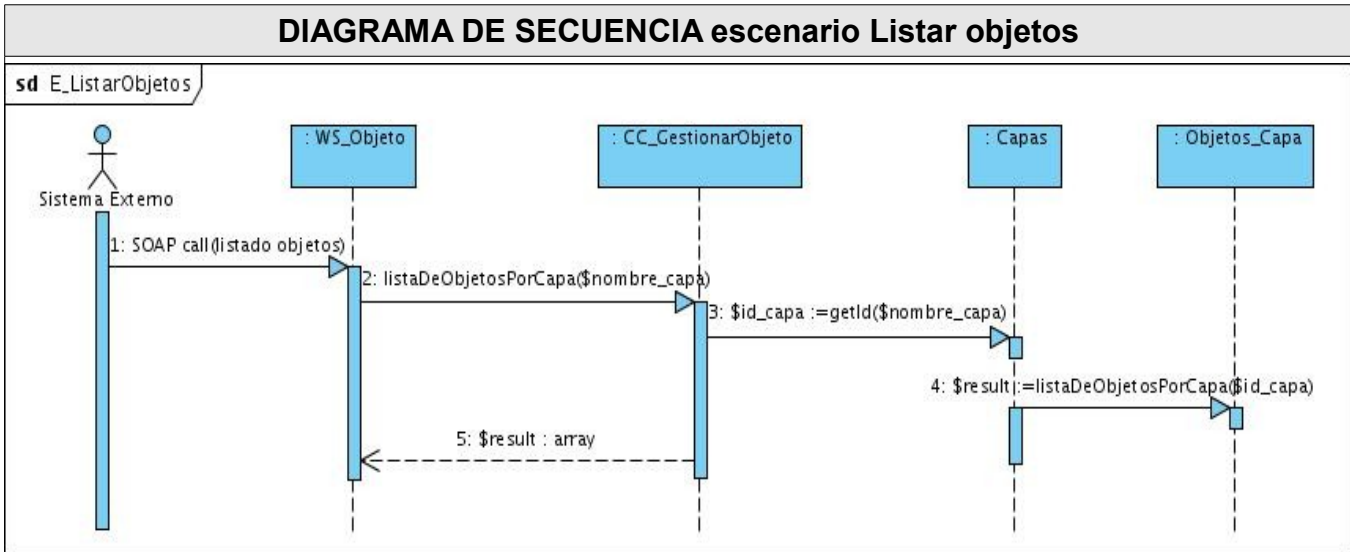 DIAGRAMA DE SECUENCIA escenario Listar objetos
sd E_ListarObjetos
: WS_Objeto
: CC_GestionarObjeto
: Capas
: Objetos_Capa
Sistema Externo
1: SOAP call(listado objetos)
2: listaDeObjetosPorCapa($nombre_capa)
3: $id_capa :=getId($nombre_capa)
4: $result:=listaDeObjetosPorCapa($id_capa)
5: $result : array